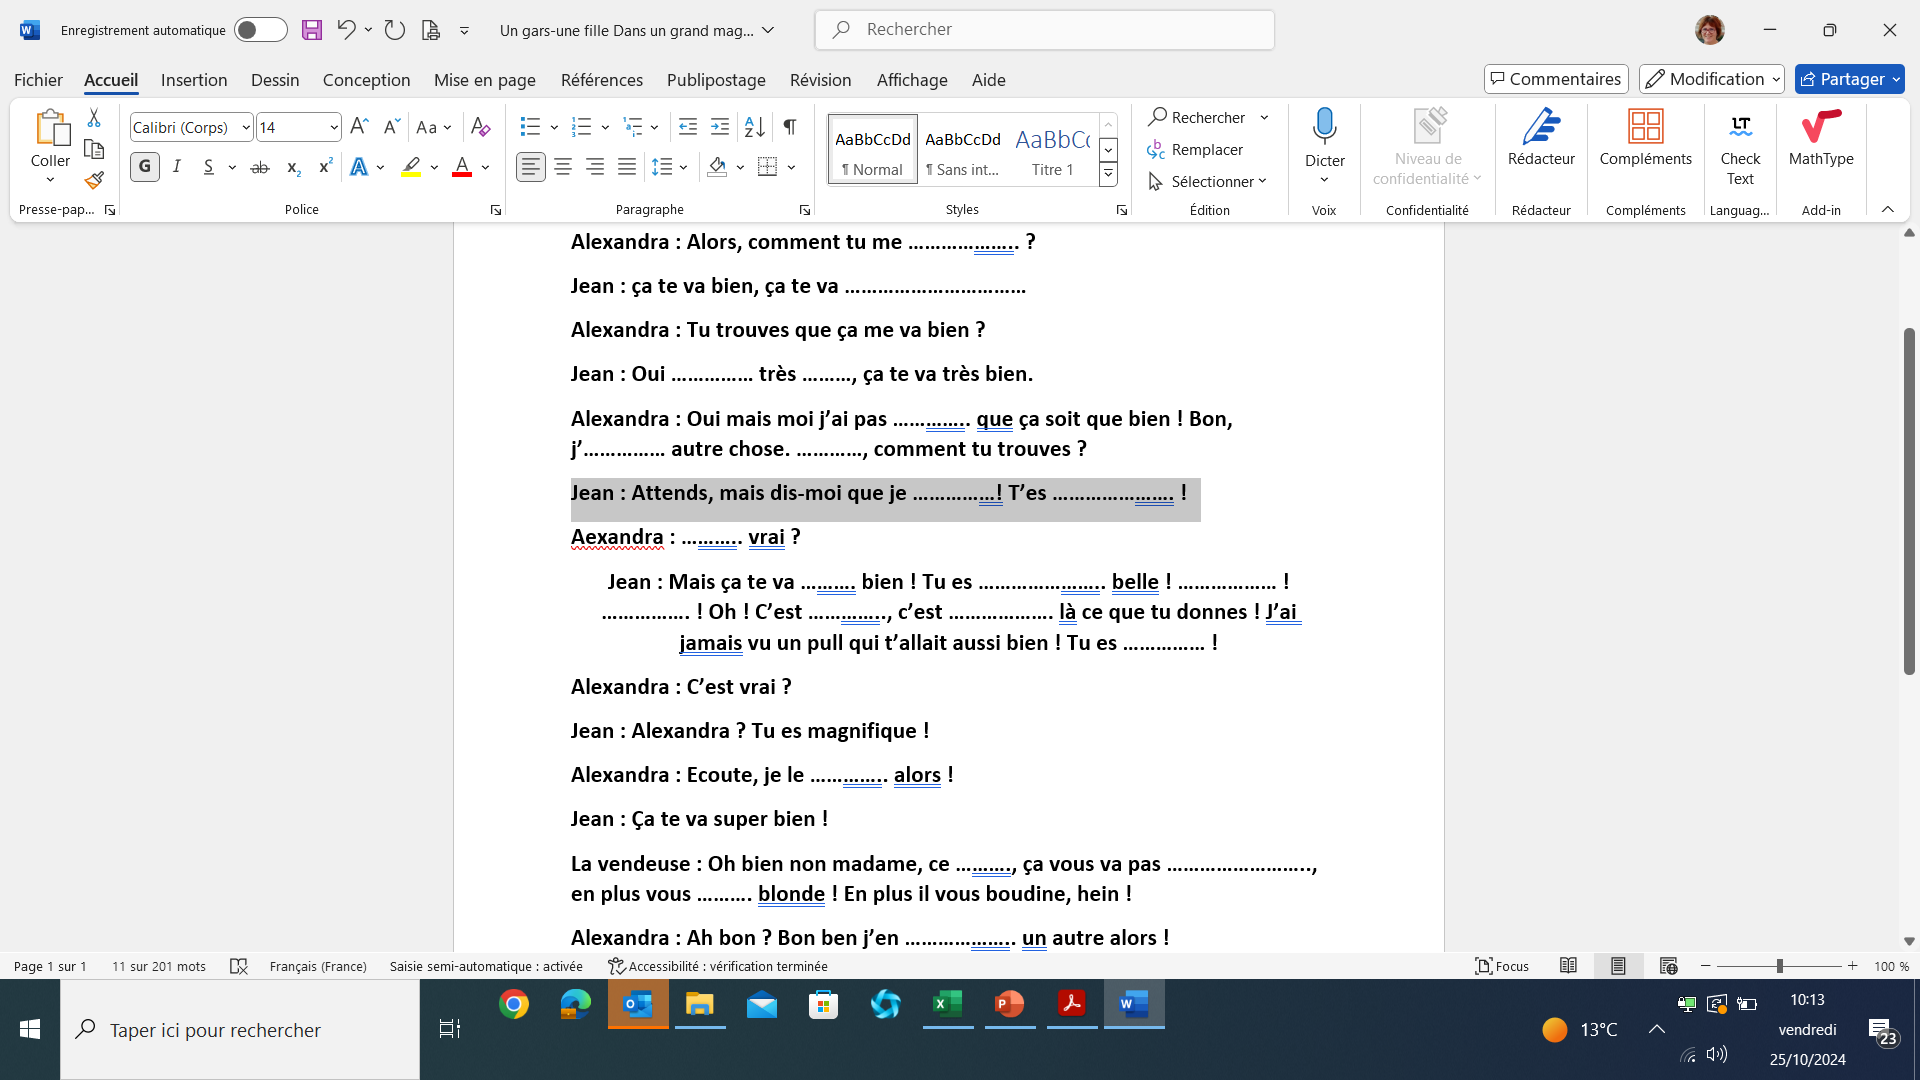 Enregistrement automatique
Un gars-une fille Dans un grand mag...
Rechercher
Fichier Accueil Insertion Dessin Conception Mise en page Références Publipostage Révision Affichage Aide
Commentaires Modification Partager
Coller
Presse-pap...
Calibri (Corps) 14
Aa
G I S ab x₂ x² A A
Police
Paragraphe
AaBbCcDd AaBbCcDd AaBbCc
¶ Normal ¶ Sans int... Titre 1
Styles
Rechercher
Remplacer
Sélectionner
Édition
Dicter
Voix
Niveau de
confidentialité
Confidentialité
Rédacteur
Rédacteur
Compléments
Compléments
LT
Check
Text
Languag...
MathType
Add-in
Alexandra : Alors, comment tu me ………………….. ?
Jean : ça te va bien, ça te va ……………………………
Alexandra : Tu trouves que ça me va bien ?
Jean : Oui …………… très ………, ça te va très bien.
Alexandra : Oui mais moi j’ai pas ………….. que ça soit que bien ! Bon,
j’…………… autre chose. …………, comment tu trouves ?
Jean : Attends, mais dis-moi que je ……………! T’es …………………. !
Aexandra : ……….. vrai ?
Jean : Mais ça te va ………. bien ! Tu es ………………….. belle ! ……………… !
……………. ! Oh ! C’est ………….., c’est ………………. là ce que tu donnes ! J’ai
jamais vu un pull qui t’allait aussi bien ! Tu es …………… !
Alexandra : C’est vrai ?
Jean : Alexandra ? Tu es magnifique !
Alexandra : Ecoute, je le ………….. alors !
Jean : Ça te va super bien !
La vendeuse : Oh bien non madame, ce ………., ça vous va pas ……………………..,
en plus vous ………. blonde ! En plus il vous boudine, hein !
Alexandra : Ah bon ? Bon ben j’en ……………….. un autre alors !
Page 1 sur 1 11 sur 201 mots Français (France) Saisie semi-automatique : activée Accessibilité : vérification terminée Focus 100 %
Taper ici pour rechercher
13°C
10:13
vendredi
25/10/2024
23